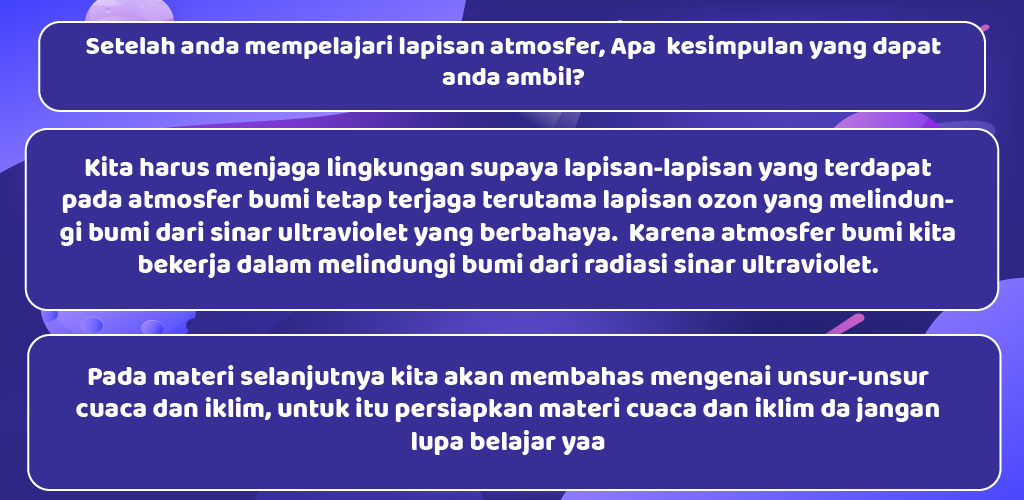 Setelah anda mempelajari lapisan atmosfer, Apa  kesimpulan yang dapat
anda ambil?
Kita harus menjaga lingkungan supaya lapisan-lapisan yang terdapat
pada atmosfer bumi tetap terjaga terutama lapisan ozon yang melindun-
gi bumi dari sinar ultraviolet yang berbahaya.  Karena atmosfer bumi kita
bekerja dalam melindungi bumi dari radiasi sinar ultraviolet.
Pada materi selanjutnya kita akan membahas mengenai unsur-unsur
cuaca dan iklim, untuk itu persiapkan materi cuaca dan iklim da jangan
lupa belajar yaa